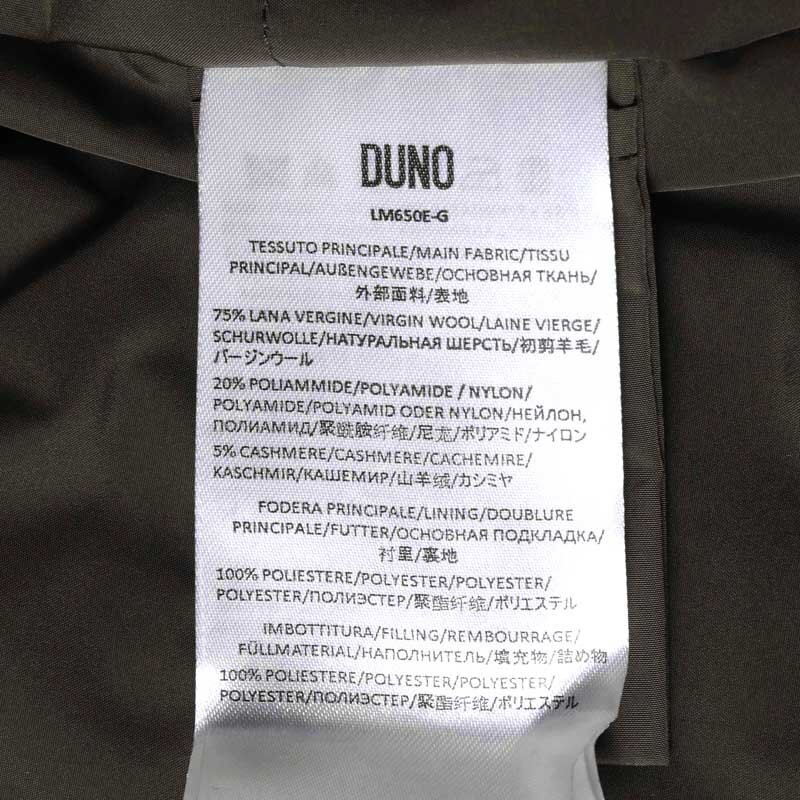 DUNO
LM650E-G
TESSUTO PRINCIPALE/MAIN FABRIC/TISSU
PRINCIPAL/AUßENGEWEBE/ОСНОВНАЯ ТКАНЬ/
外部面料/表地
75% LANA VERGINE/VIRGIN WOOL/LAINE VIERGE/
SCHURWOLLE/НАТУРАЛЬНАЯ ШЕРСТЬ/初剪羊毛/
バージンウール
20% POLIAMMIDE/POLYAMIDE / NYLON/
POLYAMIDE/POLYAMID ODER NYLON/НЕЙЛОН,
ПОЛИАМИД/聚酰胺纤维/尼龙/ポリアミド/ナイロン
5% CASHMERE/CASHMERE/CACHEMIRE/
KASCHMIR/КАШЕМИР/山羊绒/カシミヤ
FODERA PRINCIPALE/LINING/DOUBLURE
PRINCIPALE/FUTTER/ОСНОВНАЯ ПОДКЛАДКА/
衬里/裏地
100% POLIESTERE/POLYESTER/POLYESTER/
POLYESTER/ПОЛИЭСТЕР/聚酯纤维/ポリエステル
IMBOTTITURA/FILLING/REMBOURRAGE/
FÜLLMATERIAL/НАПОЛНИТЕЛЬ/填充物/詰め物
100% POLIESTERE/POLYESTER/POLYESTER/
POLYESTER/ПОЛИЭСТЕР/聚酯纤维/ポリエステル